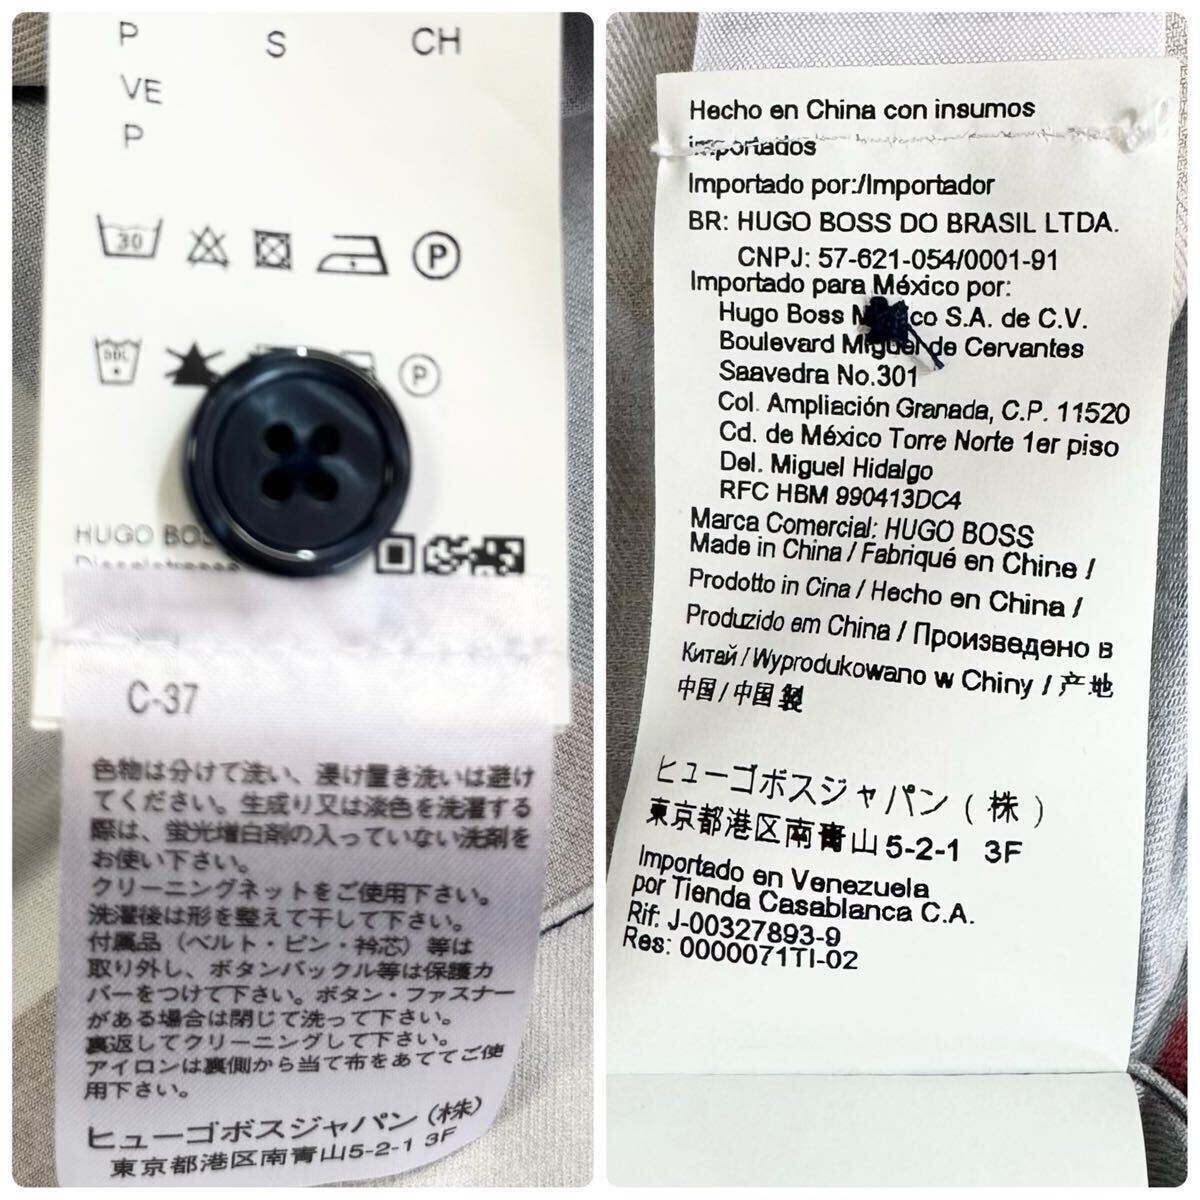 P
S
CH
VE
P
30
P
DBL
P
HUGO
C-37
色物は分けて洗い、浸け置き洗いは避け
てください。生成り又は淡色を洗濯する
際は、蛍光増白剤の入っていない洗剤を
お使い下さい。
クリーニングネットをご使用下さい。
洗濯後は形を整えて干して下さい。
付属品（ベルト・ピン・衿芯）等は
取り外し、ボタンバックル等は保護カ
バーをつけて下さい。ボタン・ファスナー
がある場合は閉じて洗って下さい。
裏返してクリーニングして下さい。
アイロンは裏側から当て布をあててご使
用下さい。
ヒューゴボスジャパン（株）
東京都港区南青山5-2-1 3F
Hecho en China con insumos
importados
Importado por:/Importador
BR: HUGO BOSS DO BRASIL LTDA.
CNPJ: 57-621-054/0001-91
Importado para México por:
Hugo Boss S.A. de C.V.
Boulevard Miguel de Cervantes
Saavedra No.301
Col. Ampliación Granada, C.P. 11520
Cd. de México Torre Norte 1er piso
Del. Miguel Hidalgo
RFC HBM 990413DC4
Marca Comercial: HUGO BOSS
Made in China / Fabriqué en Chine /
Prodotto in Cina / Hecho en China /
Produzido em China / Произведено в
Китай / Wyprodukowano w Chiny / 产地
中国 / 中国製
ヒューゴボスジャパン（株）
東京都港区南青山5-2-1 3F
Importado en Venezuela
por Tienda Casablanca C.A.
Rif: J-00327893-9
Res: 0000071TI-02